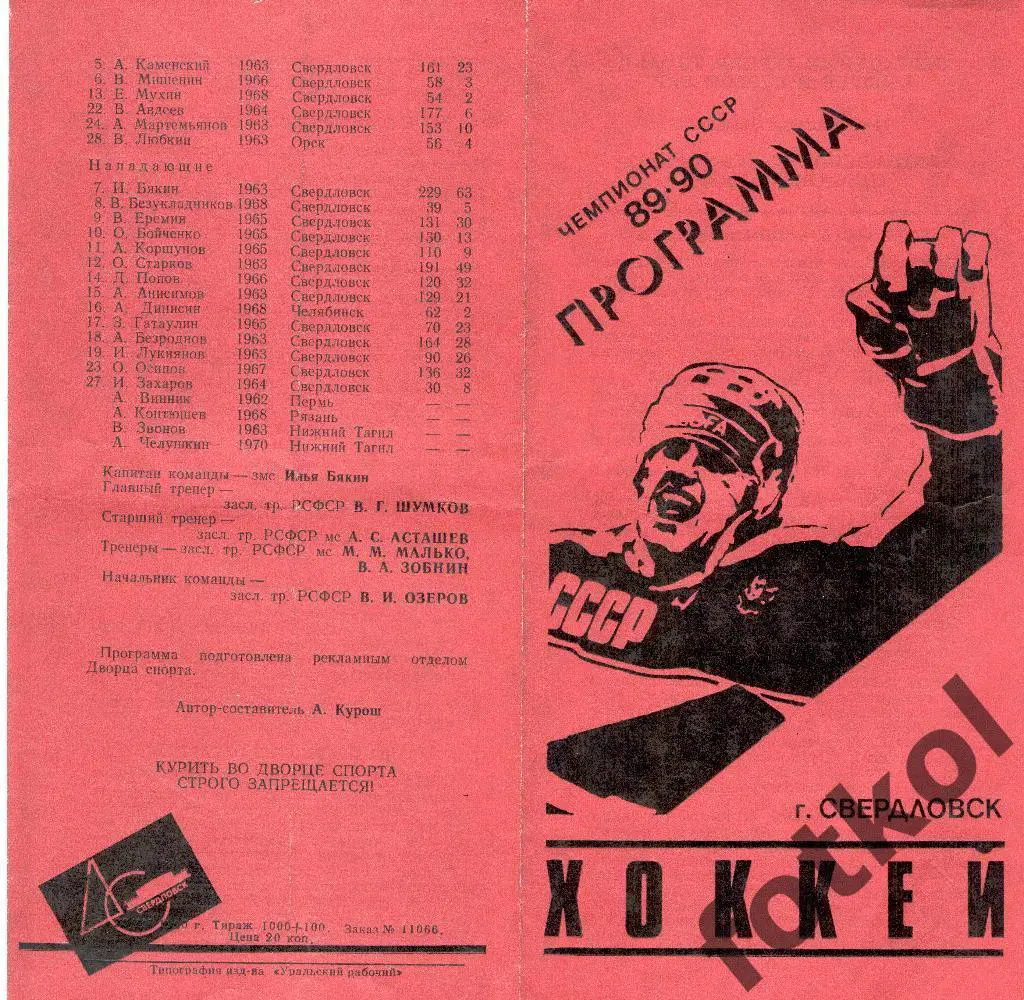 5. А. Каменский 1963 Свердловск 161 23
6. В. Мишенин 1966 Свердловск 58 3
13. Е. Мухин 1968 Свердловск 54 2
22. В. Авдеев 1964 Свердловск 177 6
24. А. Мартемьянов 1963 Свердловск 153 10
28. В. Любкин 1963 Орск 56 4
Нападающие
7. И. Бякин 1963 Свердловск 229 63
8. В. Безукладников 1968 Свердловск 39 5
9 В. Еремин 1965 Свердловск 131 30
10. О. Бойченко 1965 Свердловск 130 13
11. А. Коршунов 1965 Свердловск 110 9
12. О. Старков 1963 Свердловск 191 49
14. Д. Попов 1966 Свердловск 120 32
15. А. Анисимов 1963 Свердловск 129 21
16. А. Динисин 1968 Челябинск 62 2
17. З. Гатаулин 1965 Свердловск 70 23
18. А. Безроднов 1963 Свердловск 164 28
19. И. Лукиянов 1963 Свердловск 90 26
23. О. Осипов 1967 Свердловск 136 32
27. И. Захаров 1964 Свердловск 30 8
А. Винник 1962 Пермь — —
А. Контюшев 1968 Рязань — —
В. Звонов 1963 Нижний Тагил — —
А. Челушкин 1970 Нижний Тагил — —
Капитан команды — змс Илья Бякин
Главный тренер —
засл. тр. РСФСР В. Г. ШУМКОВ
Старший тренер —
засл. тр. РСФСР мс А. С. АСТАШЕВ
Тренеры — засл. тр. РСФСР мс М. М. МАЛЬКО,
В. А. ЗОБНИН
Начальник команды —
засл. тр. РСФСР В. И. ОЗЕРОВ
Программа подготовлена рекламным отделом
Дворца спорта.
Автор-составитель А. Курош
КУРИТЬ ВО ДВОРЦЕ СПОРТА
СТРОГО ЗАПРЕЩАЕТСЯ!
СВЕРДЛОВСК
г. Тираж 1000+100. Заказ № 11066.
Цена 20 коп.
Типография изд-ва «Уральский рабочий»
ЧЕМПИОНАТ СССР
89·90
ПРОГРАММА
JOFA
СССР
г. СВЕРДЛОВСК
ХОККЕЙ
fotkol